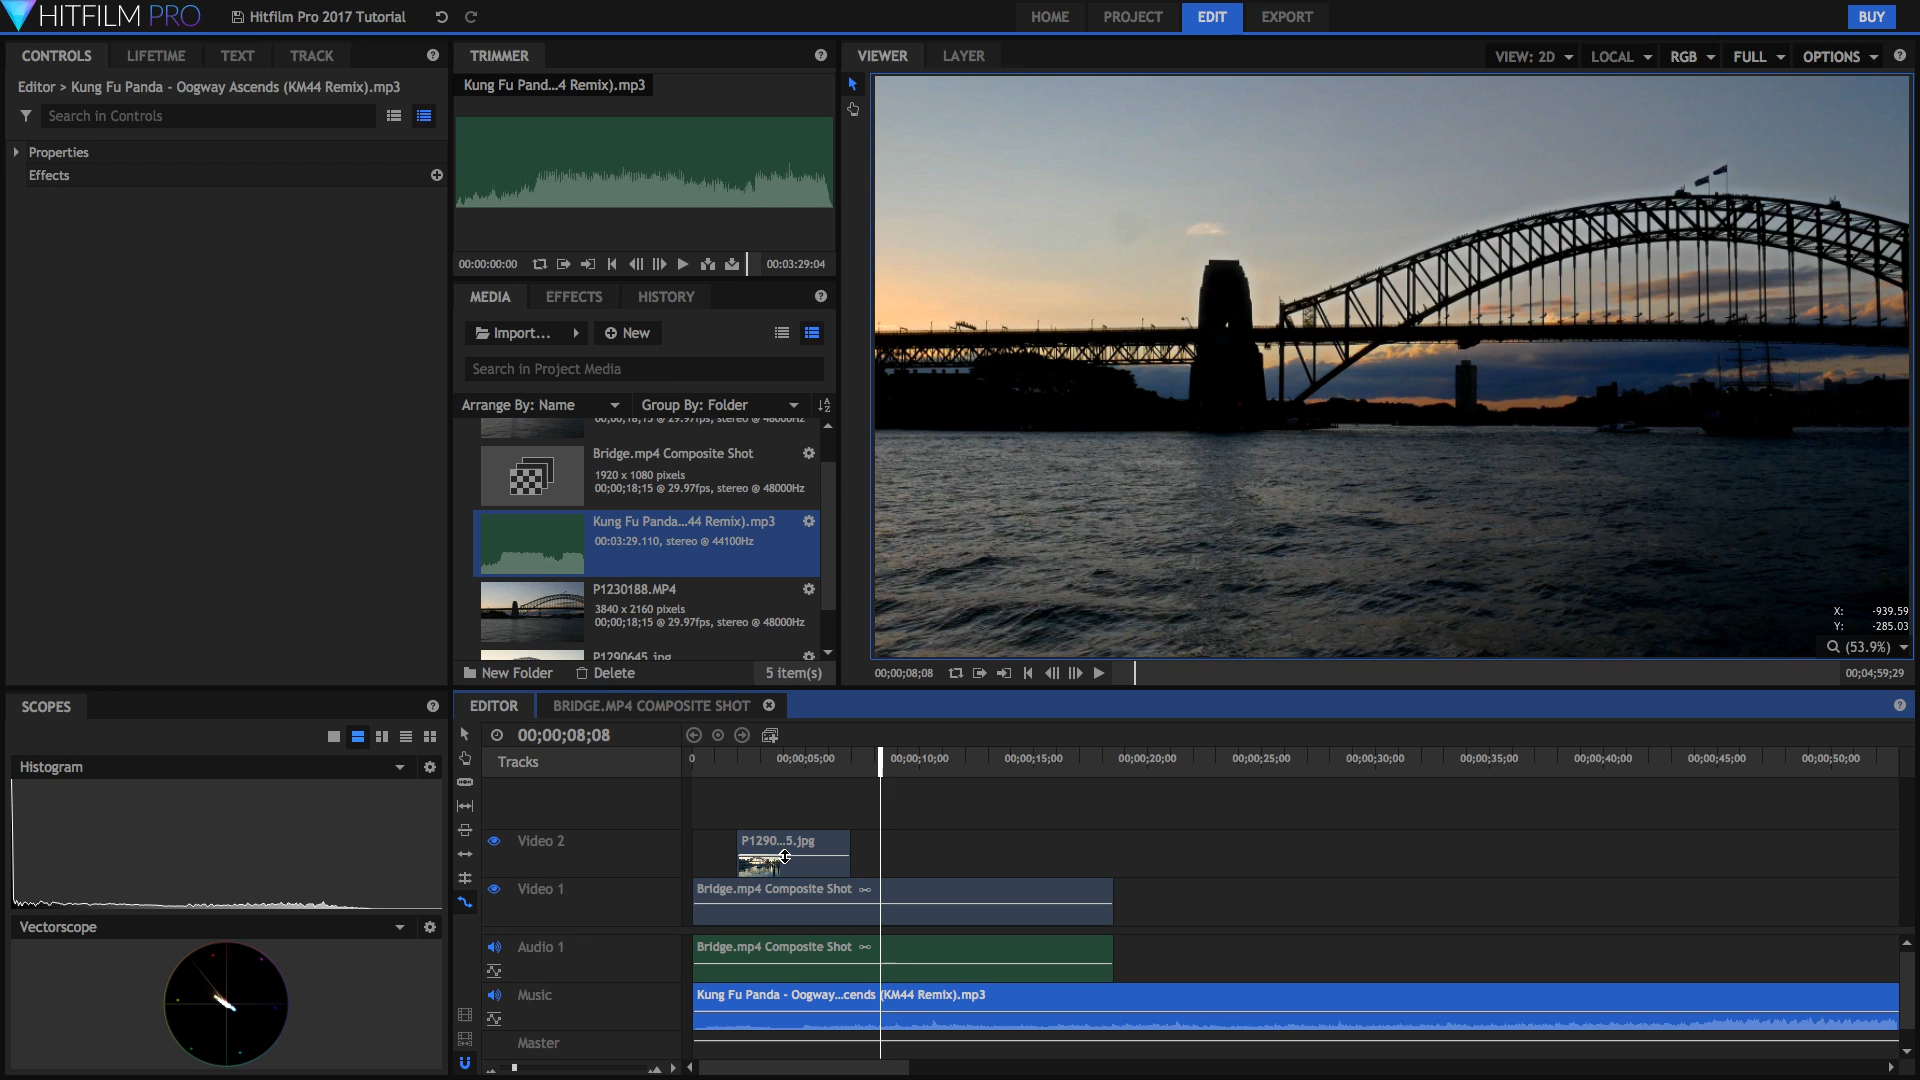 HITFILM PRO
Hitfilm Pro 2017 Tutorial
HOME
PROJECT
EDIT
EXPORT
BUY
CONTROLS
LIFETIME
TEXT
TRACK
Editor > Kung Fu Panda - Oogway Ascends (KM44 Remix).mp3
Search in Controls
Properties
Effects
TRIMMER
Kung Fu Pand...4 Remix).mp3
00:00:00:00
00:03:29:04
MEDIA
EFFECTS
HISTORY
Import...
New
Search in Project Media
Arrange By: Name
Group By: Folder
00;00;18;15 @ 29.97fps, stereo @ 48000Hz
Bridge.mp4 Composite Shot
1920 x 1080 pixels
00;00;18;15 @ 29.97fps, stereo @ 48000Hz
Kung Fu Panda...44 Remix).mp3
00:03:29.110, stereo @ 44100Hz
P1230188.MP4
3840 x 2160 pixels
00;00;18;15 @ 29.97fps, stereo @ 48000Hz
P1290645.jpg
New Folder
Delete
5 item(s)
VIEWER
LAYER
VIEW: 2D
LOCAL
RGB
FULL
OPTIONS
X: -939.59
Y: -285.03
(53.9%)
00;00;08;08
00;04;59;29
SCOPES
Histogram
Vectorscope
EDITOR
BRIDGE.MP4 COMPOSITE SHOT
00;00;08;08
Tracks
0
00;00;05;00
00;00;10;00
00;00;15;00
00;00;20;00
00;00;25;00
00;00;30;00
00;00;35;00
00;00;40;00
00;00;45;00
00;00;50;00
Video 2
P1290...5.jpg
Video 1
Bridge.mp4 Composite Shot
Audio 1
Bridge.mp4 Composite Shot
Music
Kung Fu Panda - Oogway...cends (KM44 Remix).mp3
Master